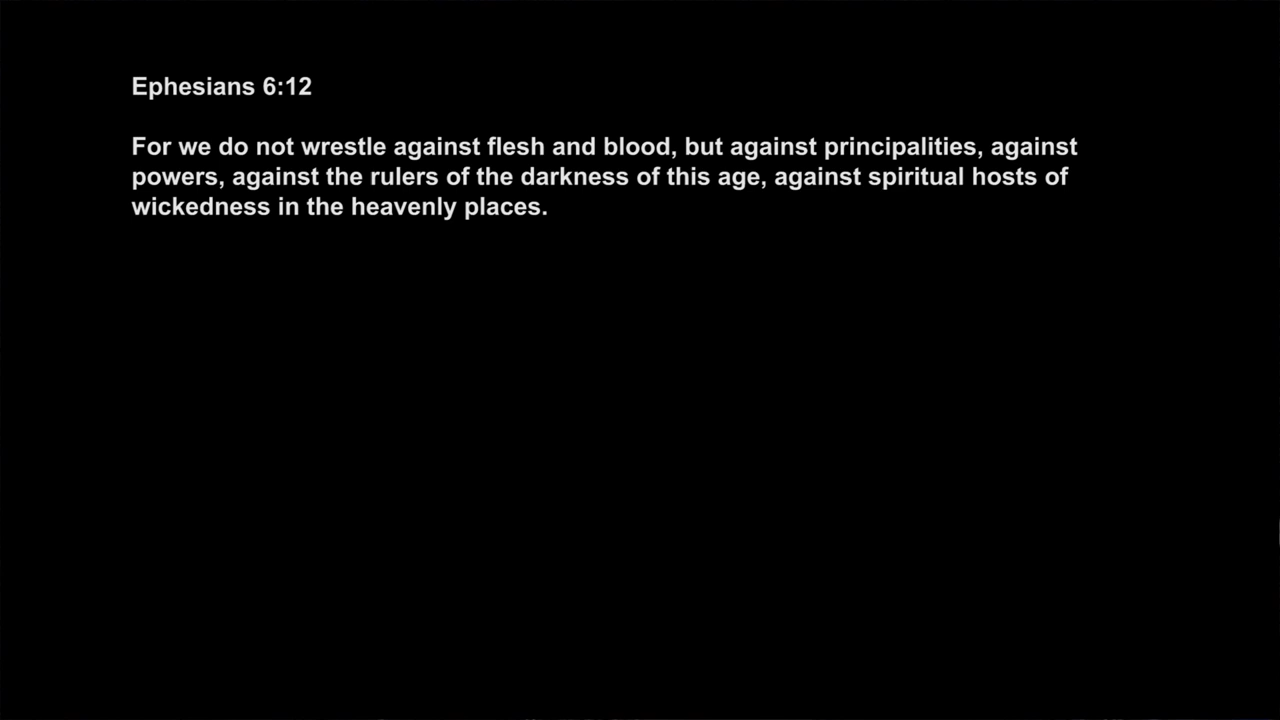 Ephesians 6:12
For we do not wrestle against flesh and blood, but against principalities, against
powers, against the rulers of the darkness of this age, against spiritual hosts of
wickedness in the heavenly places.